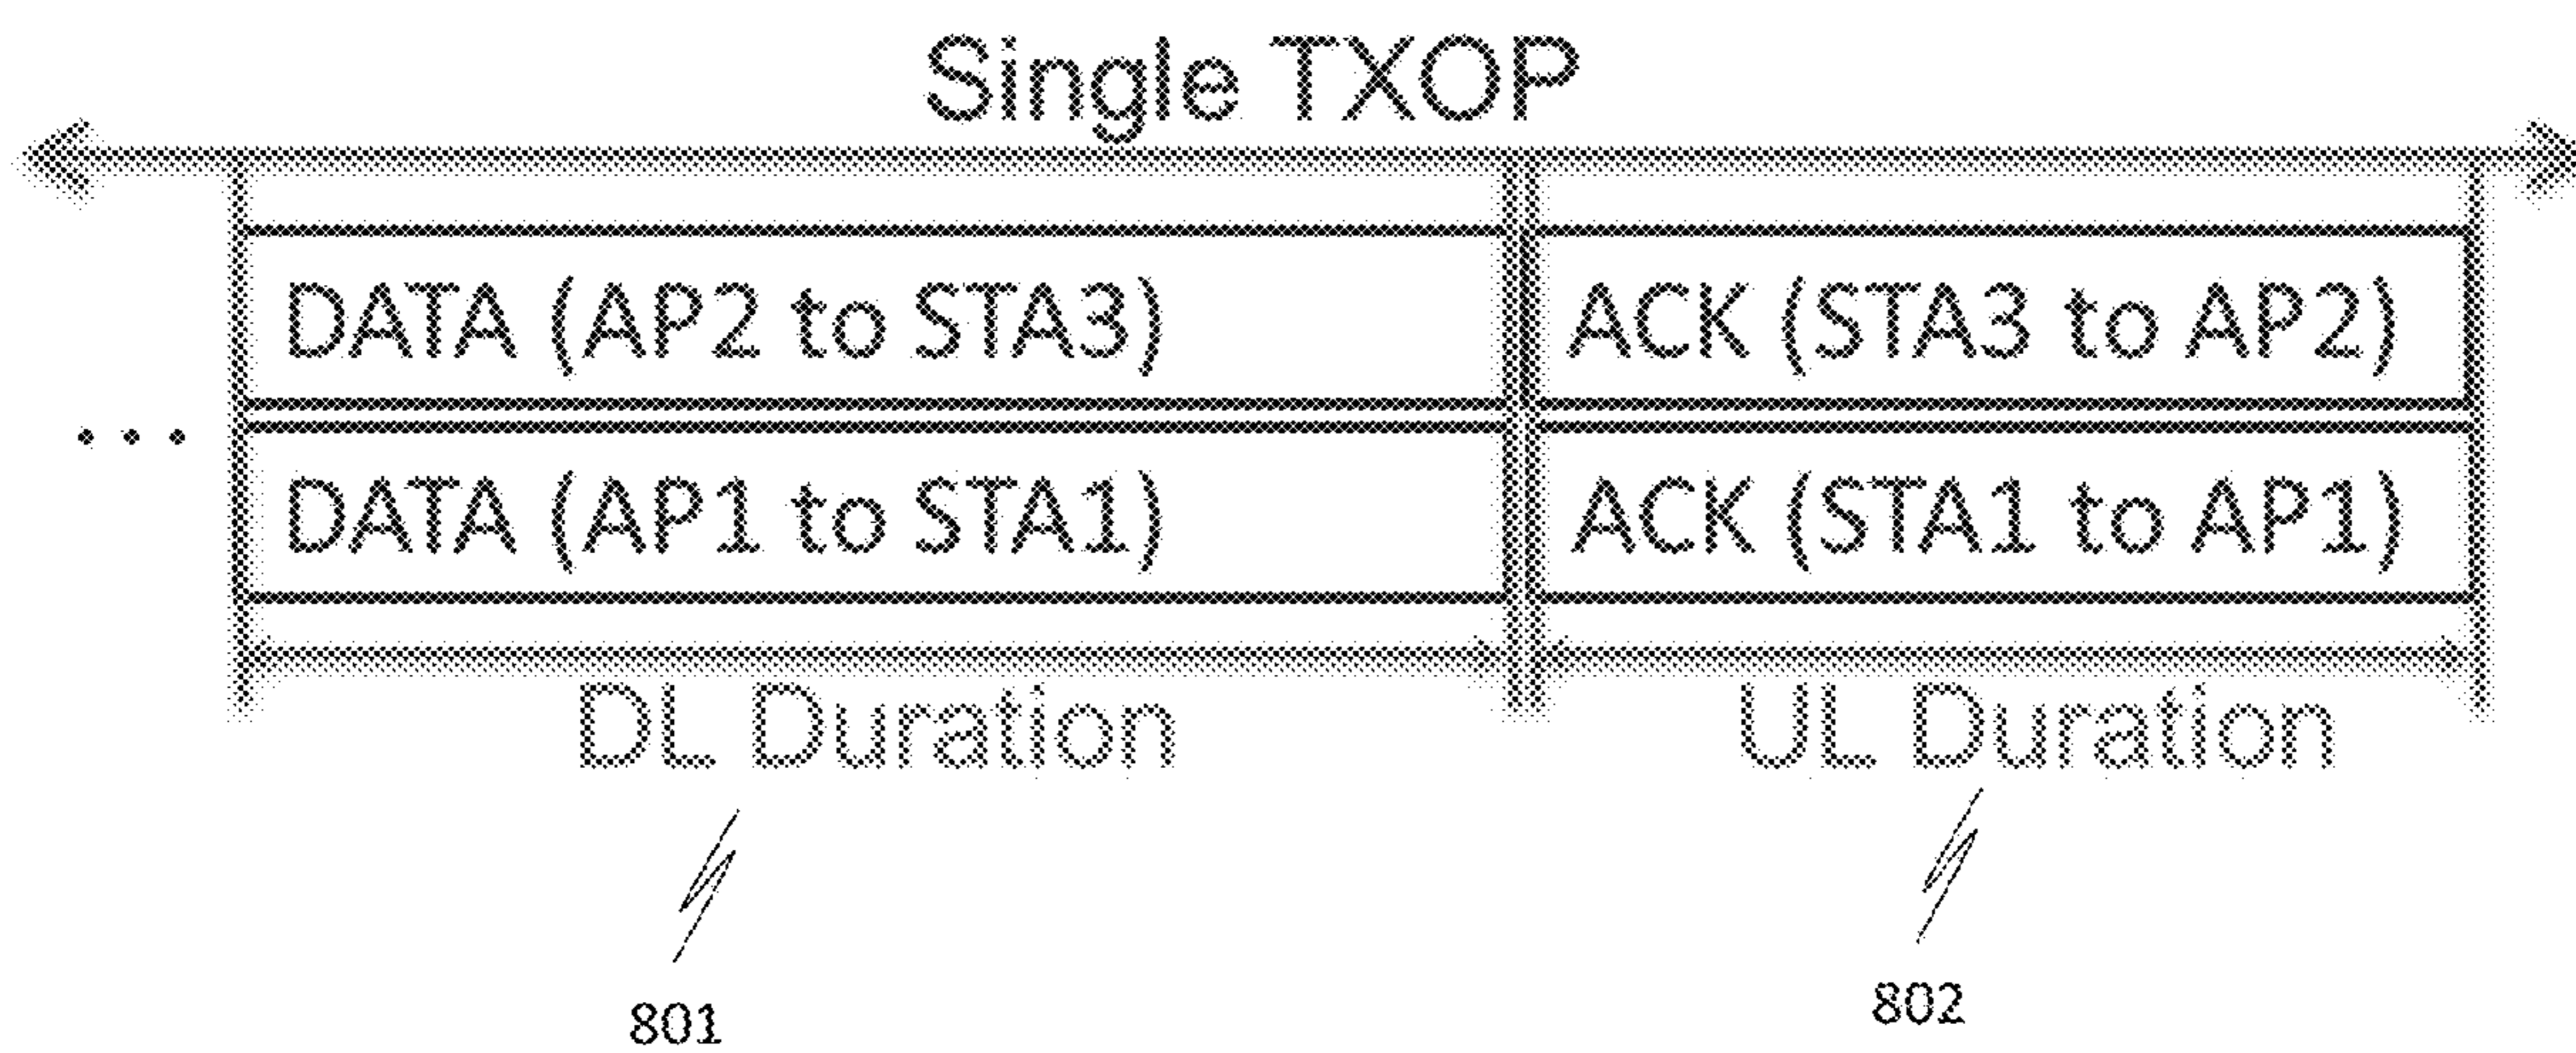 Single TXOP
DATA (AP2 to STA3) ACK (STA3 to AP2)
...
DATA (AP1 to STA1) ACK (STA1 to AP1)
DL Duration UL Duration
801 802